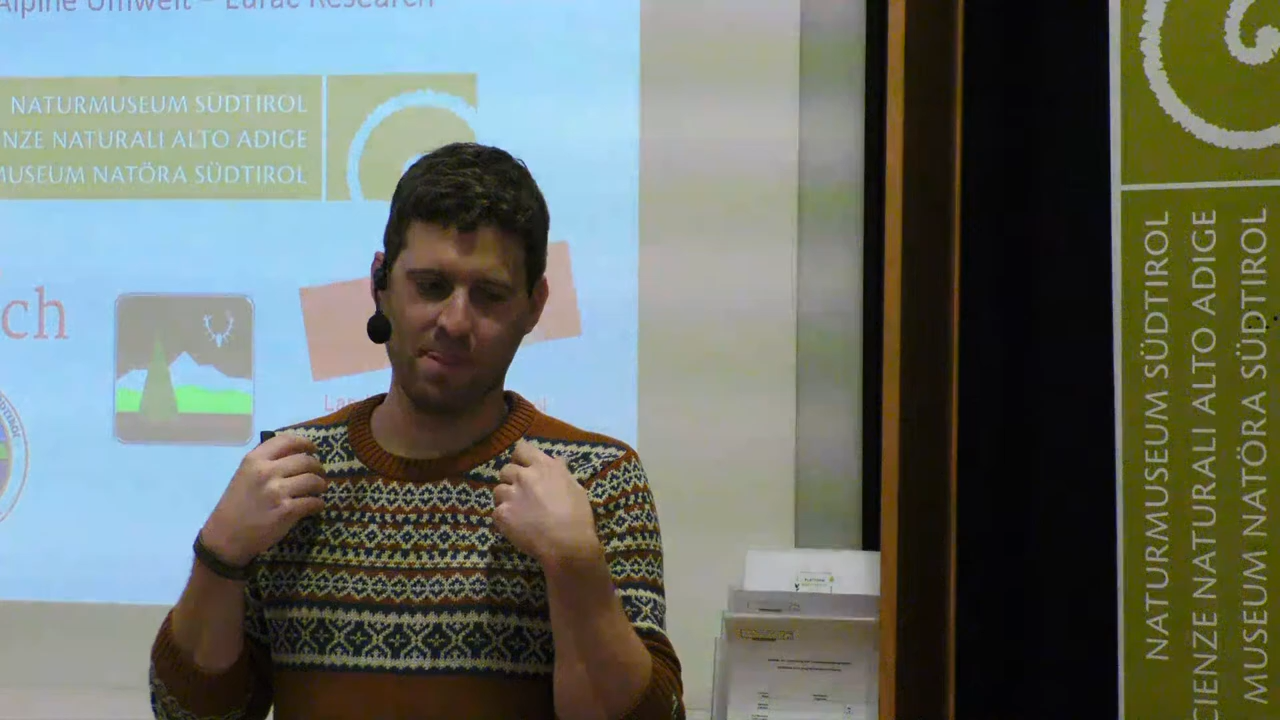 Alpine Umwelt – Eurac Research
NATURMUSEUM SÜDTIROL
NZE NATURALI ALTO ADIGE
MUSEUM NATÖRA SÜDTIROL
ch
NATURMUSEUM SÜDTIROL
CIENZE NATURALI ALTO ADIGE
MUSEUM NATÖRA SÜDTIROL